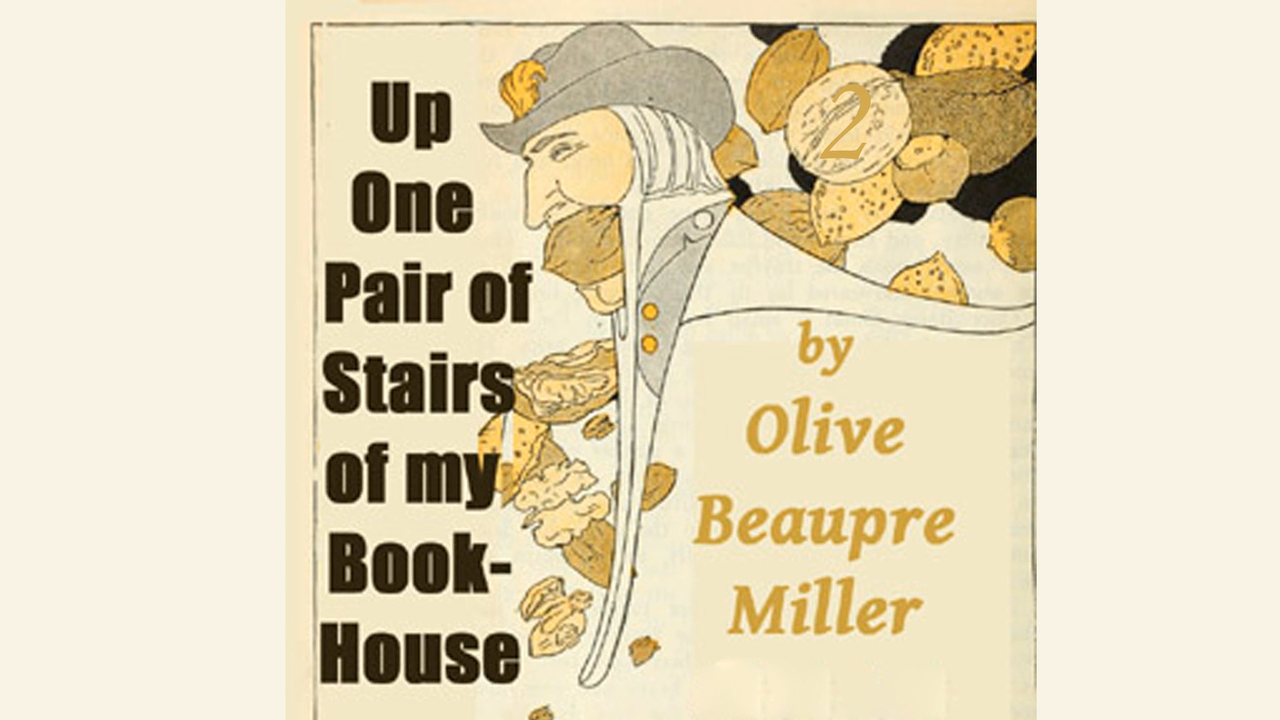 Up
One
Pair of
Stairs
of my
Book-
House
2
by
Olive
Beaupre
Miller